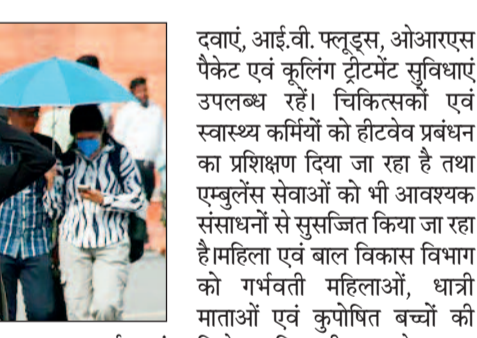 दवाएं, आई.वी. फ्लूड्स, ओआरएस
पैकेट एवं कूलिंग ट्रीटमेंट सुविधाएं
उपलब्ध रहें। चिकित्सकों एवं
स्वास्थ्य कर्मियों को हीटवेव प्रबंधन
का प्रशिक्षण दिया जा रहा है तथा
एम्बुलेंस सेवाओं को भी आवश्यक
संसाधनों से सुसज्जित किया जा रहा
है।महिला एवं बाल विकास विभाग
को गर्भवती महिलाओं, धात्री
माताओं एवं कुपोषित बच्चों की